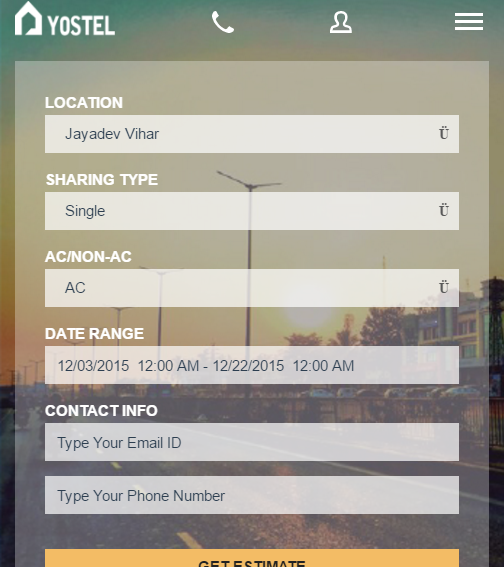 YOSTEL
LOCATION
Jayadev Vihar Ü
SHARING TYPE
Single Ü
AC/NON-AC
AC Ü
DATE RANGE
12/03/2015 12:00 AM - 12/22/2015 12:00 AM
CONTACT INFO
Type Your Email ID
Type Your Phone Number
GET ESTIMATE